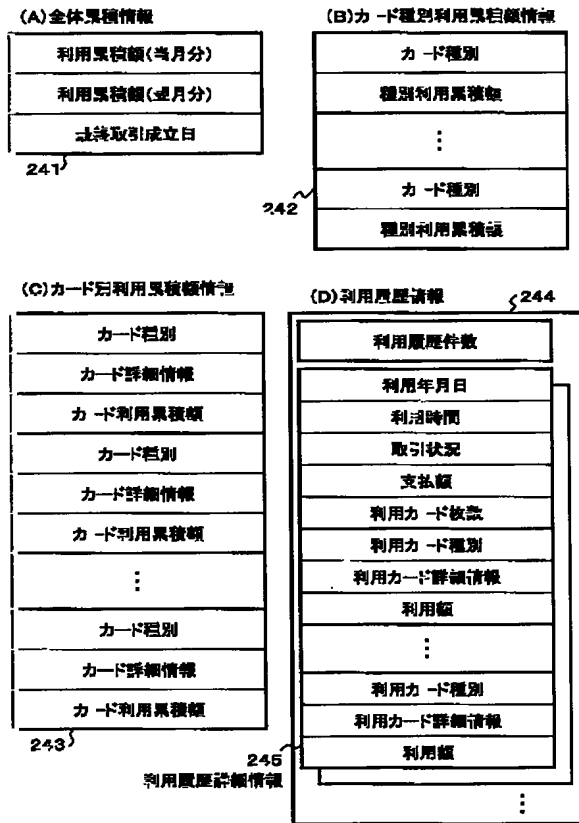 (A)全体累積情報
利用累積額(当月分)
利用累積額(翌月分)
最終取引成立日
241
(B)カード種別利用累積額情報
カード種別
種別利用累積額
⋮
カード種別
種別利用累積額
242
(C)カード別利用累積額情報
カード種別
カード詳細情報
カード利用累積額
カード種別
カード詳細情報
カード利用累積額
⋮
カード種別
カード詳細情報
カード利用累積額
243
(D)利用履歴情報
244
利用履歴件数
利用年月日
利用時間
取引状況
支払額
利用カード枚数
利用カード種別
利用カード詳細情報
利用額
⋮
利用カード種別
利用カード詳細情報
利用額
245
利用履歴詳細情報
⋮